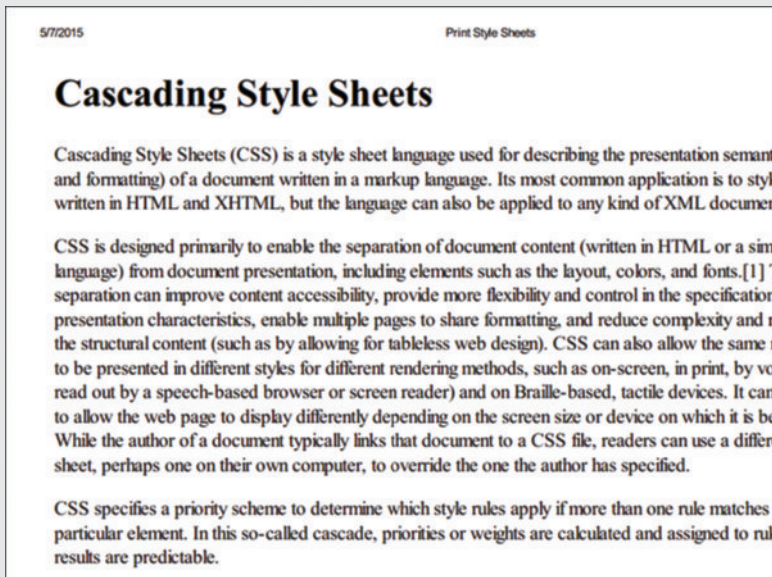 5/7/2015 Print Style Sheets
Cascading Style Sheets
Cascading Style Sheets (CSS) is a style sheet language used for describing the presentation semant
and formatting) of a document written in a markup language. Its most common application is to styl
written in HTML and XHTML, but the language can also be applied to any kind of XML documen
CSS is designed primarily to enable the separation of document content (written in HTML or a sim
language) from document presentation, including elements such as the layout, colors, and fonts.[1]
separation can improve content accessibility, provide more flexibility and control in the specification
presentation characteristics, enable multiple pages to share formatting, and reduce complexity and
the structural content (such as by allowing for tableless web design). CSS can also allow the same
to be presented in different styles for different rendering methods, such as on-screen, in print, by vo
read out by a speech-based browser or screen reader) and on Braille-based, tactile devices. It can
to allow the web page to display differently depending on the screen size or device on which it is be
While the author of a document typically links that document to a CSS file, readers can use a differ
sheet, perhaps one on their own computer, to override the one the author has specified.
CSS specifies a priority scheme to determine which style rules apply if more than one rule matches
particular element. In this so-called cascade, priorities or weights are calculated and assigned to rul
results are predictable.